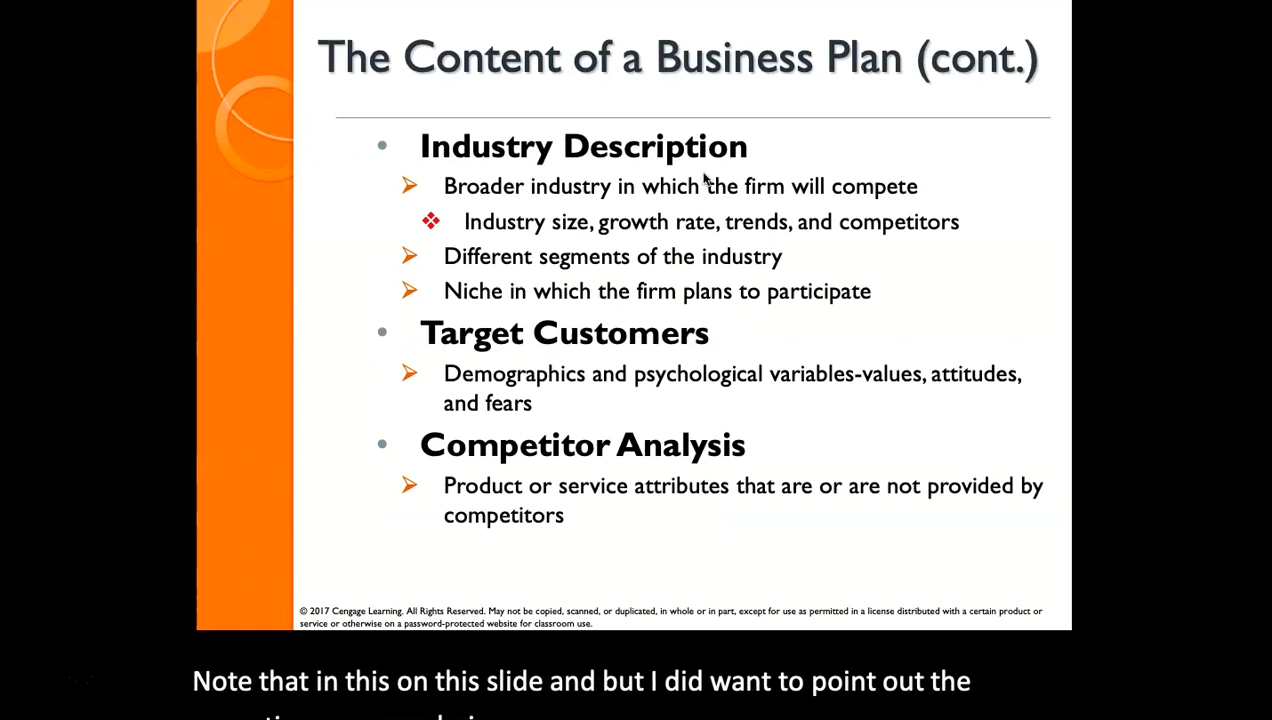 The Content of a Business Plan (cont.)
• Industry Description
Broader industry in which the firm will compete
Industry size, growth rate, trends, and competitors
Different segments of the industry
Niche in which the firm plans to participate
• Target Customers
Demographics and psychological variables-values, attitudes,
and fears
• Competitor Analysis
Product or service attributes that are or are not provided by
competitors
© 2017 Cengage Learning. All Rights Reserved. May not be copied, scanned, or duplicated, in whole or in part, except for use as permitted in a license distributed with a certain product or
service or otherwise on a password-protected website for classroom use.
Note that in this on this slide and but I did want to point out the